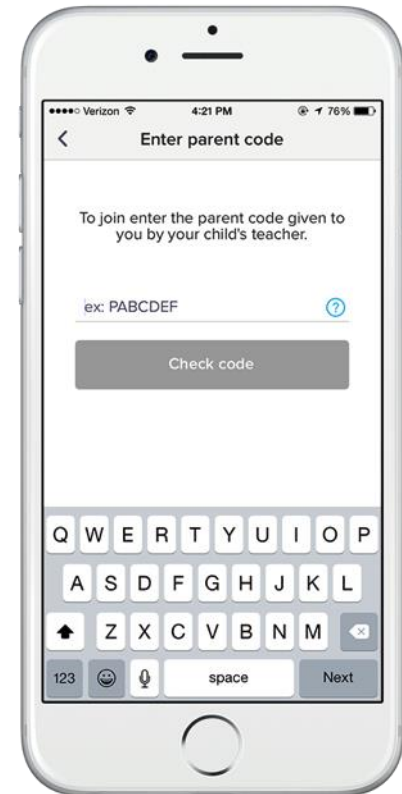 Verizon 4:21 PM 76%
Enter parent code
To join enter the parent code given to
you by your child's teacher.
ex: PABCDEF ?
Check code
Q W E R T Y U I O P
A S D F G H J K L
Z X C V B N M
123 space Next